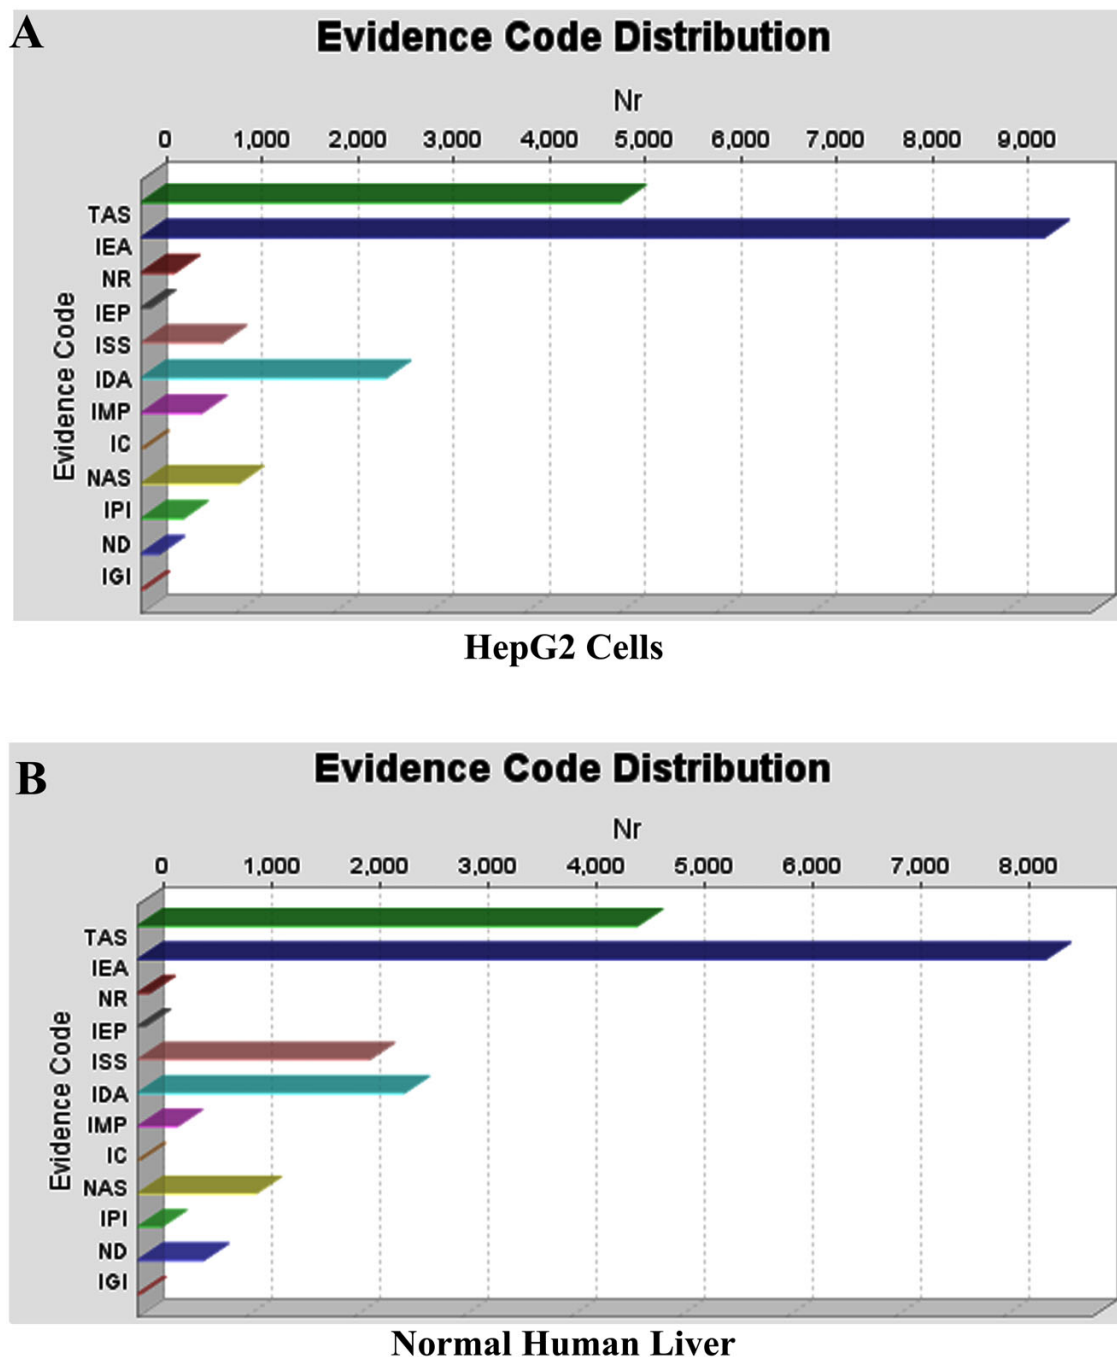 A
Evidence Code Distribution
Nr
0 1,000 2,000 3,000 4,000 5,000 6,000 7,000 8,000 9,000
Evidence Code
TAS
IEA
NR
IEP
ISS
IDA
IMP
IC
NAS
IPI
ND
IGI
HepG2 Cells
B
Evidence Code Distribution
Nr
0 1,000 2,000 3,000 4,000 5,000 6,000 7,000 8,000
Evidence Code
TAS
IEA
NR
IEP
ISS
IDA
IMP
IC
NAS
IPI
ND
IGI
Normal Human Liver